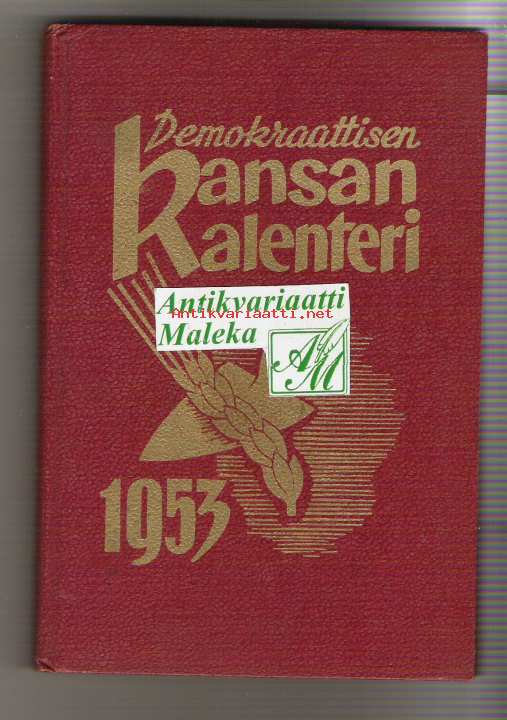 Demokraattisen
kansan
kalenteri
Antikvariaatti
Antikvariaatti.net
Maleka
AM
1953